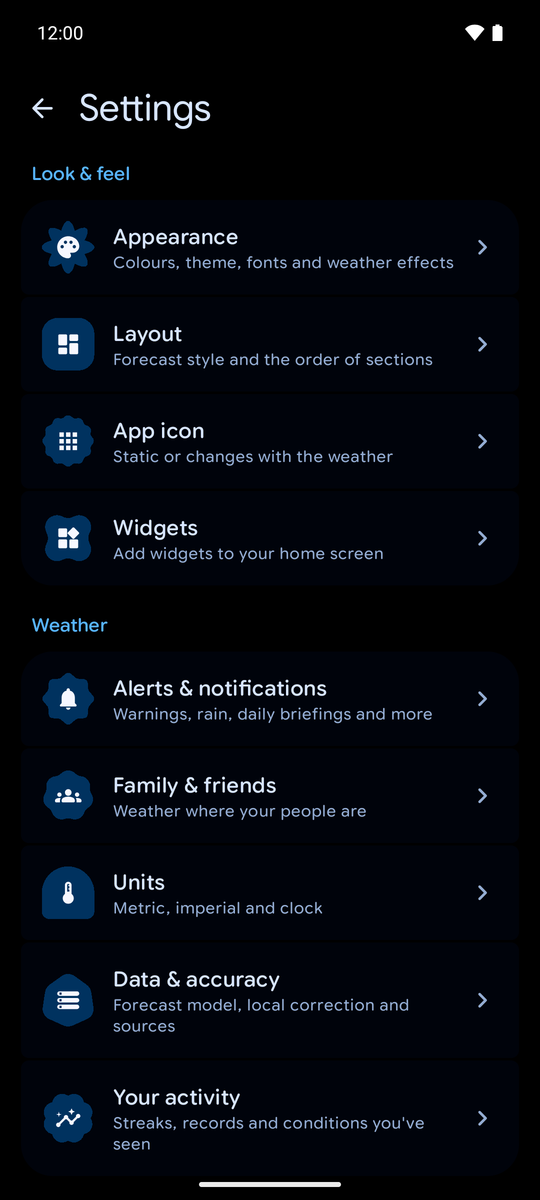 12:00
Settings
Look & feel
Appearance
Colours, theme, fonts and weather effects
Layout
Forecast style and the order of sections
App icon
Static or changes with the weather
Widgets
Add widgets to your home screen
Weather
Alerts & notifications
Warnings, rain, daily briefings and more
Family & friends
Weather where your people are
Units
Metric, imperial and clock
Data & accuracy
Forecast model, local correction and
sources
Your activity
Streaks, records and conditions you've
seen